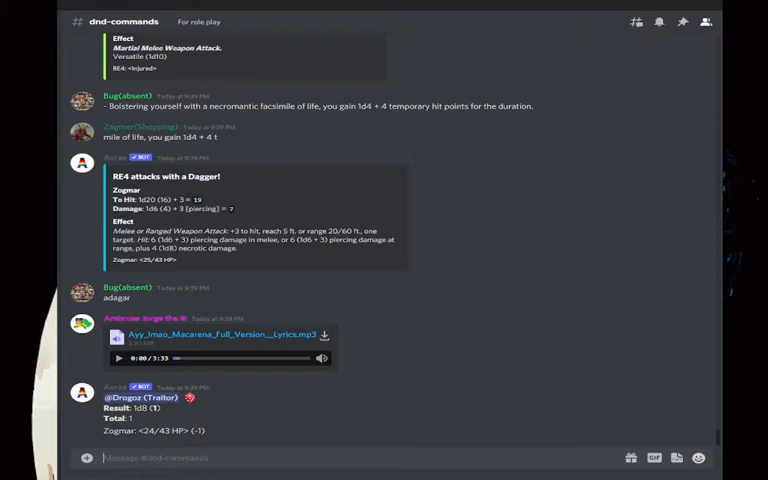 # dnd-commands For role play
Effect
Martial Melee Weapon Attack.
Versatile (1d10)
RE4: <Injured>
Bug(absent) Today at 9:39 PM
- Bolstering yourself with a necromantic facsimile of life, you gain 1d4 + 4 temporary hit points for the duration.
Zagmer(Shopping) Today at 9:39 PM
mile of life, you gain 1d4 + 4 t
Avrae ✓ BOT Today at 9:39 PM
RE4 attacks with a Dagger!
Zogmar
To Hit: 1d20 (16) + 3 = 19
Damage: 1d6 (4) + 3 [piercing] = 7
Effect
Melee or Ranged Weapon Attack: +3 to hit, reach 5 ft. or range 20/60 ft., one
target. Hit: 6 (1d6 + 3) piercing damage in melee, or 6 (1d6 + 3) piercing damage at
range, plus 4 (1d8) necrotic damage.
Zogmar: <25/43 HP>
Bug(absent) Today at 9:39 PM
adagar
Ambrose Jorge the III Today at 9:39 PM
Ayy_lmao_Macarena_Full_Version__Lyrics.mp3
0:00 / 3:33
Avrae ✓ BOT Today at 9:39 PM
@Drogoz (Traitor)
Result: 1d8 (1)
Total: 1
Zogmar: <24/43 HP> (-1)
Message #dnd-commands
GIF